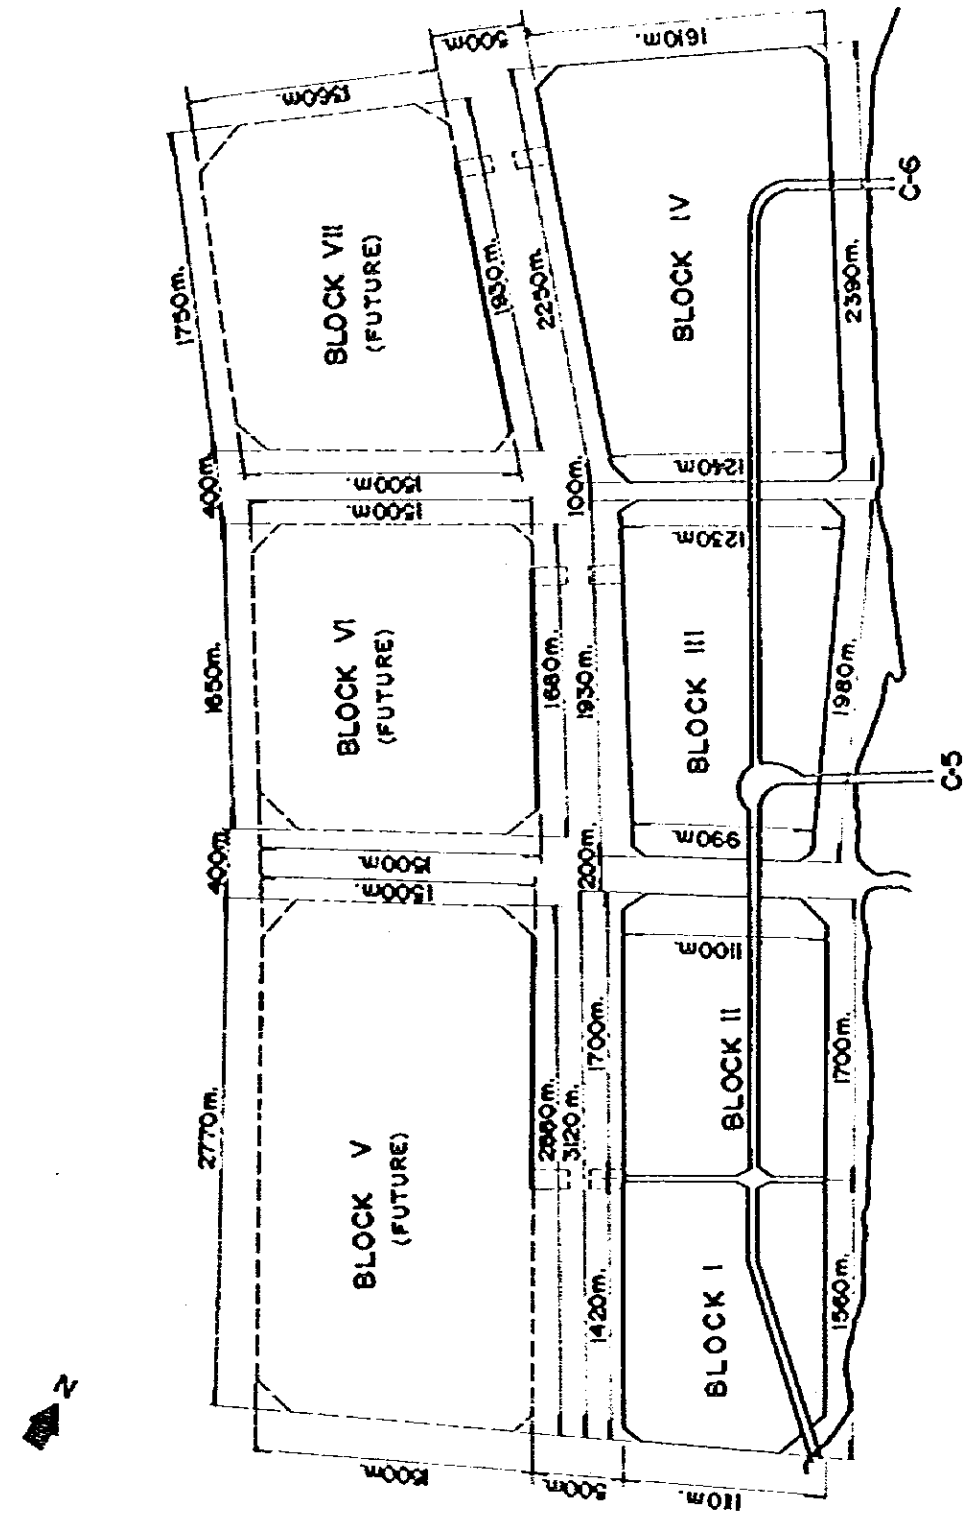 500m.
1610m.
1360m.
1750m.
BLOCK VII
(FUTURE)
1930m.
2250m.
BLOCK IV
2390m.
C-6
400m.
1500m.
1500m.
100m.
1240m.
1230m.
1650m.
BLOCK VI
(FUTURE)
1680m.
1930m.
BLOCK III
1980m.
C-5
400m.
1500m.
1500m.
200m.
990m.
1100m.
2770m.
BLOCK V
(FUTURE)
2880m.
3120m.
1700m.
BLOCK II
1700m.
1420m.
BLOCK I
1560m.
N
1500m.
500m.
1110m.